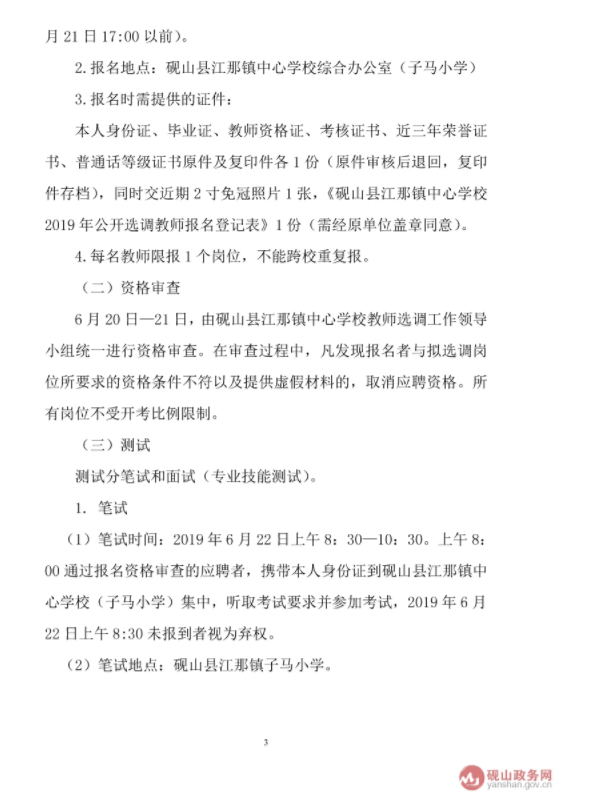 月 21 日 17:00 以前)。
2.报名地点：砚山县江那镇中心学校综合办公室（子马小学）
3.报名时需提供的证件：
本人身份证、毕业证、教师资格证、考核证书、近三年荣誉证
书、普通话等级证书原件及复印件各 1 份（原件审核后退回，复印
件存档），同时交近期 2 寸免冠照片 1 张，《砚山县江那镇中心学校
2019 年公开选调教师报名登记表》1 份（需经原单位盖章同意）。
4.每名教师限报 1 个岗位，不能跨校重复报。
（二）资格审查
6 月 20 日—21 日，由砚山县江那镇中心学校教师选调工作领导
小组统一进行资格审查。在审查过程中，凡发现报名者与拟选调岗
位所要求的资格条件不符以及提供虚假材料的，取消应聘资格。所
有岗位不受开考比例限制。
（三）测试
测试分笔试和面试（专业技能测试）。
1. 笔试
（1）笔试时间：2019 年 6 月 22 日上午 8：30—10：30。上午 8：
00 通过报名资格审查的应聘者，携带本人身份证到砚山县江那镇中
心学校（子马小学）集中，听取考试要求并参加考试，2019 年 6 月
22 日上午 8:30 未报到者视为弃权。
（2）笔试地点：砚山县江那镇子马小学。
3
砚山政务网
yanshan.gov.cn